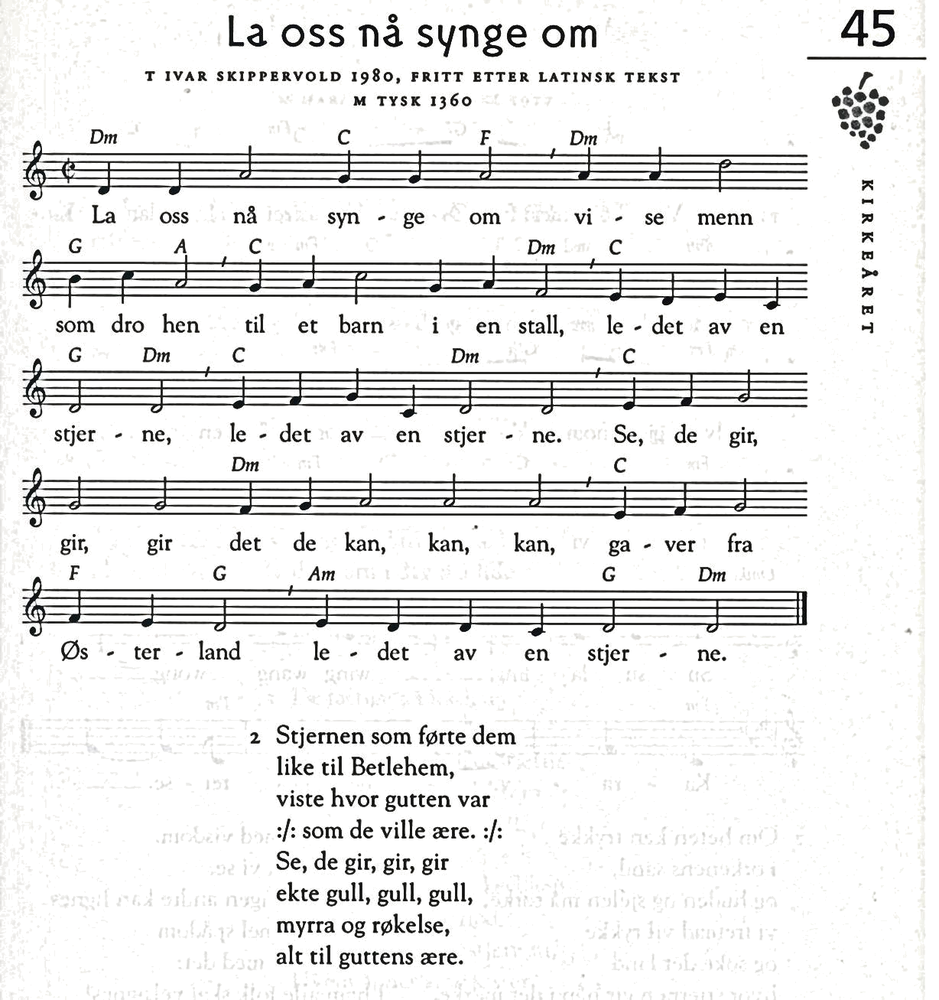 La oss nå synge om
45
T IVAR SKIPPERVOLD 1980, FRITT ETTER LATINSK TEKST
M TYSK 1360
KIRKEÅRET
Dm C F Dm
La oss nå syn - ge om vi - se menn
G A C Dm C
som dro hen til et barn i en stall, le - det av en
G Dm C Dm C
stjer - ne, le - det av en stjer - ne. Se, de gir,
Dm C
gir, gir det de kan, kan, kan, ga - ver fra
F G Am G Dm
Øs - ter - land le - det av en stjer - ne.
2 Stjernen som førte dem
like til Betlehem,
viste hvor gutten var
:/: som de ville ære. :/:
Se, de gir, gir, gir
ekte gull, gull, gull,
myrra og røkelse,
alt til guttens ære.